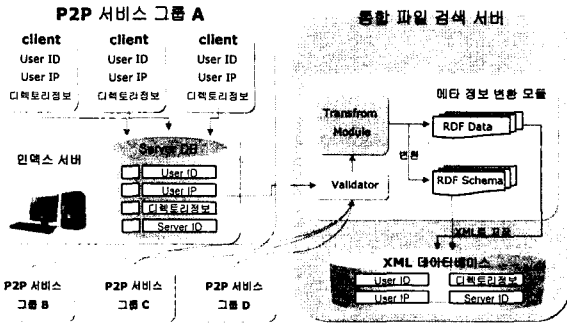 P2P 서비스 그룹 A
client
User ID
User IP
디렉토리정보
client
User ID
User IP
디렉토리정보
client
User ID
User IP
디렉토리정보
인덱스 서버
Server DB
User ID
User IP
디렉토리정보
Server ID
P2P 서비스
그룹 B
P2P 서비스
그룹 C
P2P 서비스
그룹 D
통합 파일 검색 서버
메타 정보 변환 모듈
Transfrom
Module
Validator
변환
RDF Data
RDF Schema
XML로 저장
XML 데이터베이스
User ID
디렉토리정보
User IP
Server ID